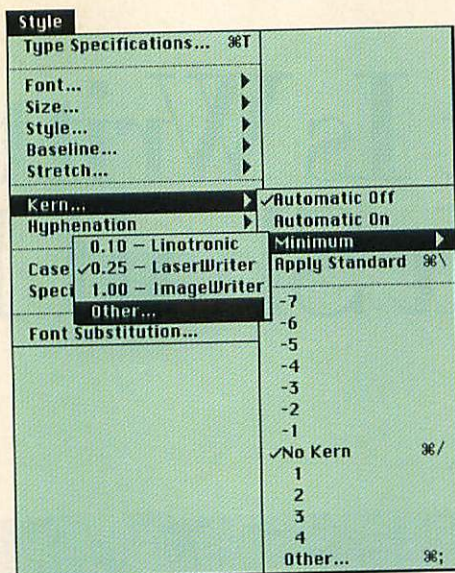 Style
Type Specifications... ⌘T
Font...
Size...
Style...
Baseline...
Stretch...
Kern...
Hyphenation
Case
Speci
Font Substitution...
✓Automatic Off
Automatic On
Minimum
Apply Standard ⌘\
-7
-6
-5
-4
-3
-2
-1
✓No Kern ⌘/
1
2
3
4
Other... ⌘;
0.10 – Linotronic
✓0.25 – LaserWriter
1.00 – ImageWriter
Other...